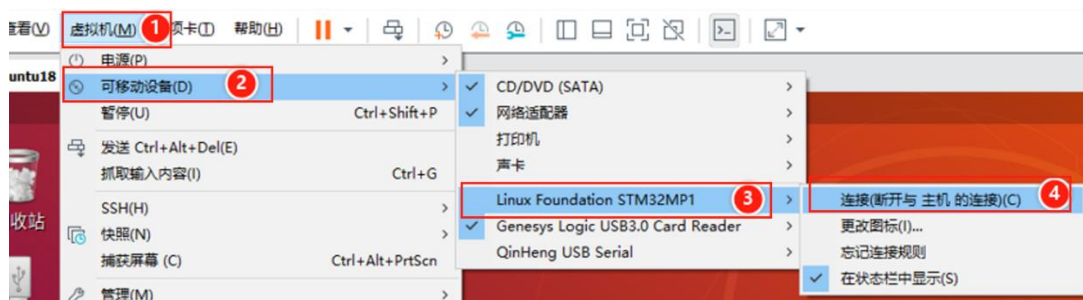 查看(V) 虚拟机(M) 1 项卡(T) 帮助(H)
untu18
电源(P)
可移动设备(D) 2
暂停(U) Ctrl+Shift+P
发送 Ctrl+Alt+Del(E)
抓取输入内容(I) Ctrl+G
SSH(H)
快照(N)
捕获屏幕 (C) Ctrl+Alt+PrtScn
管理(M)
收站
CD/DVD (SATA)
网络适配器
打印机
声卡
Linux Foundation STM32MP1 3
Genesys Logic USB3.0 Card Reader
QinHeng USB Serial
连接(断开与 主机 的连接)(C) 4
更改图标(I)...
忘记连接规则
在状态栏中显示(S)